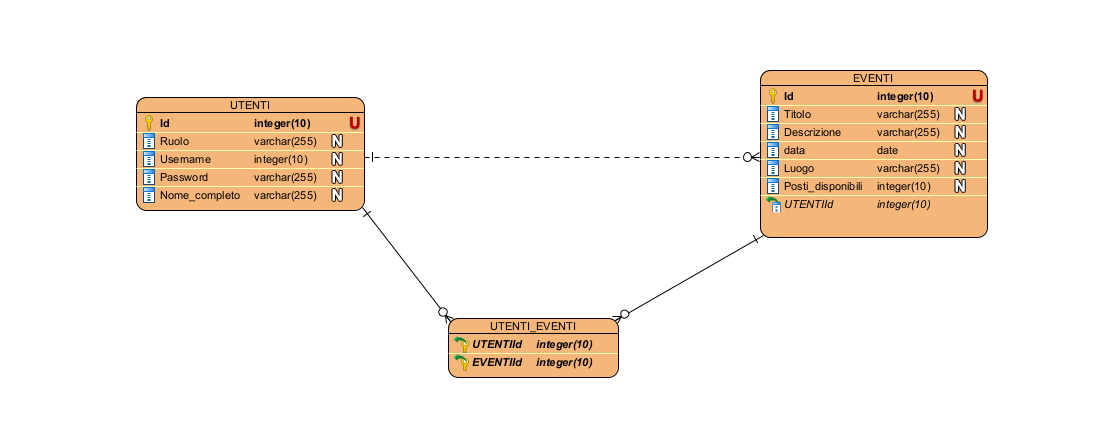 UTENTI
Id integer(10) U
Ruolo varchar(255) N
Username integer(10) N
Password varchar(255) N
Nome_completo varchar(255) N
EVENTI
Id integer(10) U
Titolo varchar(255) N
Descrizione varchar(255) N
data date N
Luogo varchar(255) N
Posti_disponibili integer(10) N
UTENTIId integer(10)
UTENTI_EVENTI
UTENTIId integer(10)
EVENTIId integer(10)